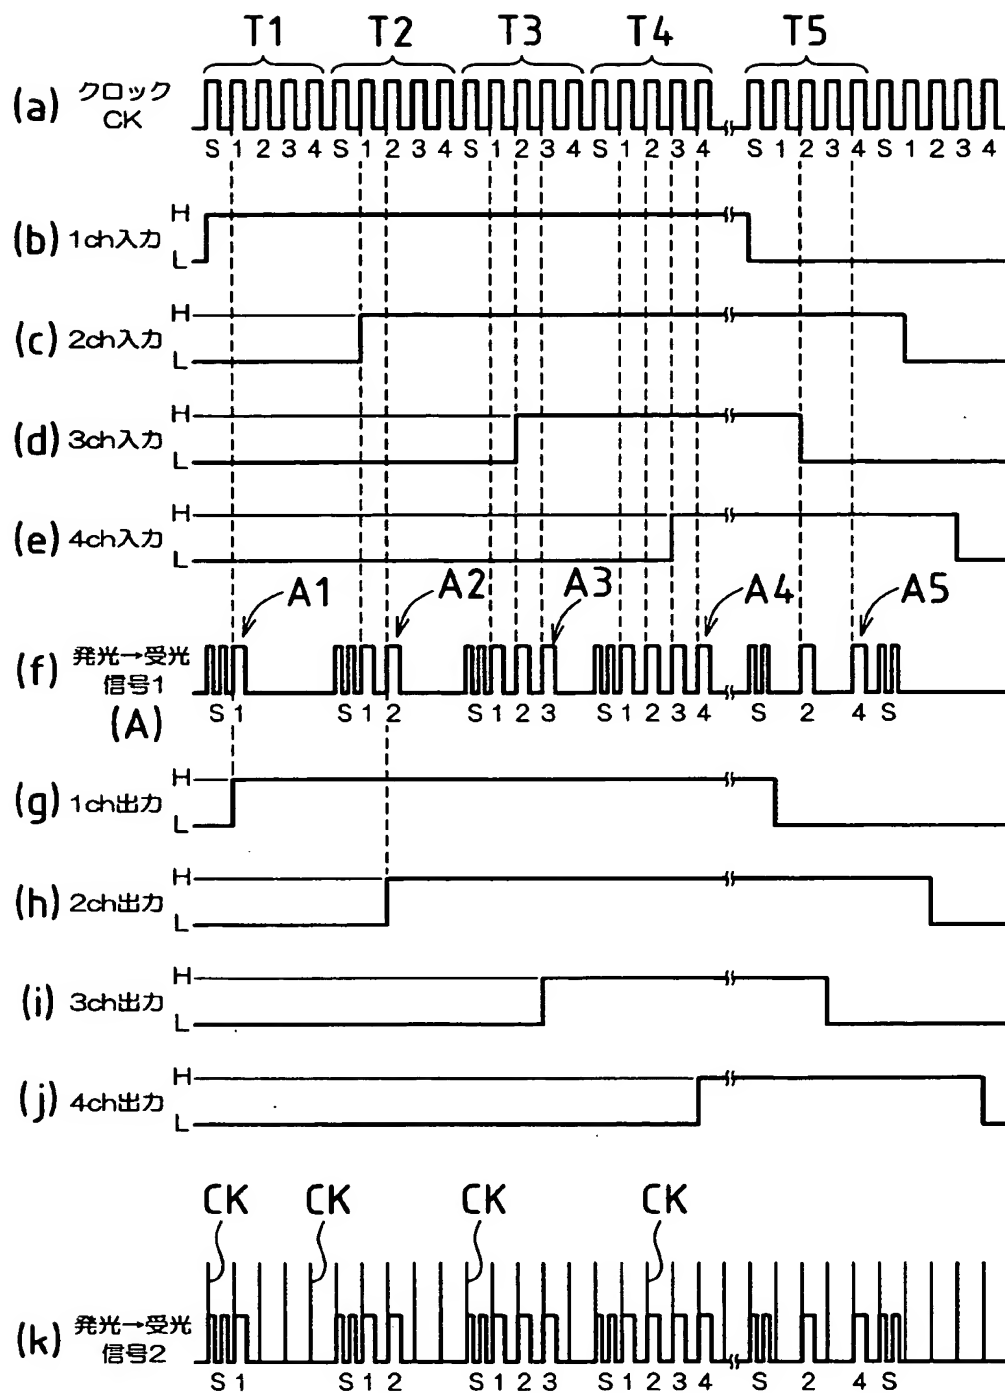 T1 T2 T3 T4 T5
(a) クロック CK
S 1 2 3 4 S 1 2 3 4 S 1 2 3 4 S 1 2 3 4 S 1 2 3 4 S 1 2 3 4
H
(b) 1ch入力
L
H
(c) 2ch入力
L
H
(d) 3ch入力
L
H
(e) 4ch入力
L
A1 A2 A3 A4 A5
(f) 発光→受光
信号1
S 1 S 1 2 S 1 2 3 S 1 2 3 4 S 2 4 S
(A)
H
(g) 1ch出力
L
H
(h) 2ch出力
L
H
(i) 3ch出力
L
H
(j) 4ch出力
L
CK CK CK CK
(k) 発光→受光
信号2
S 1 S 1 2 S 1 2 3 S 1 2 3 4 S 2 4 S